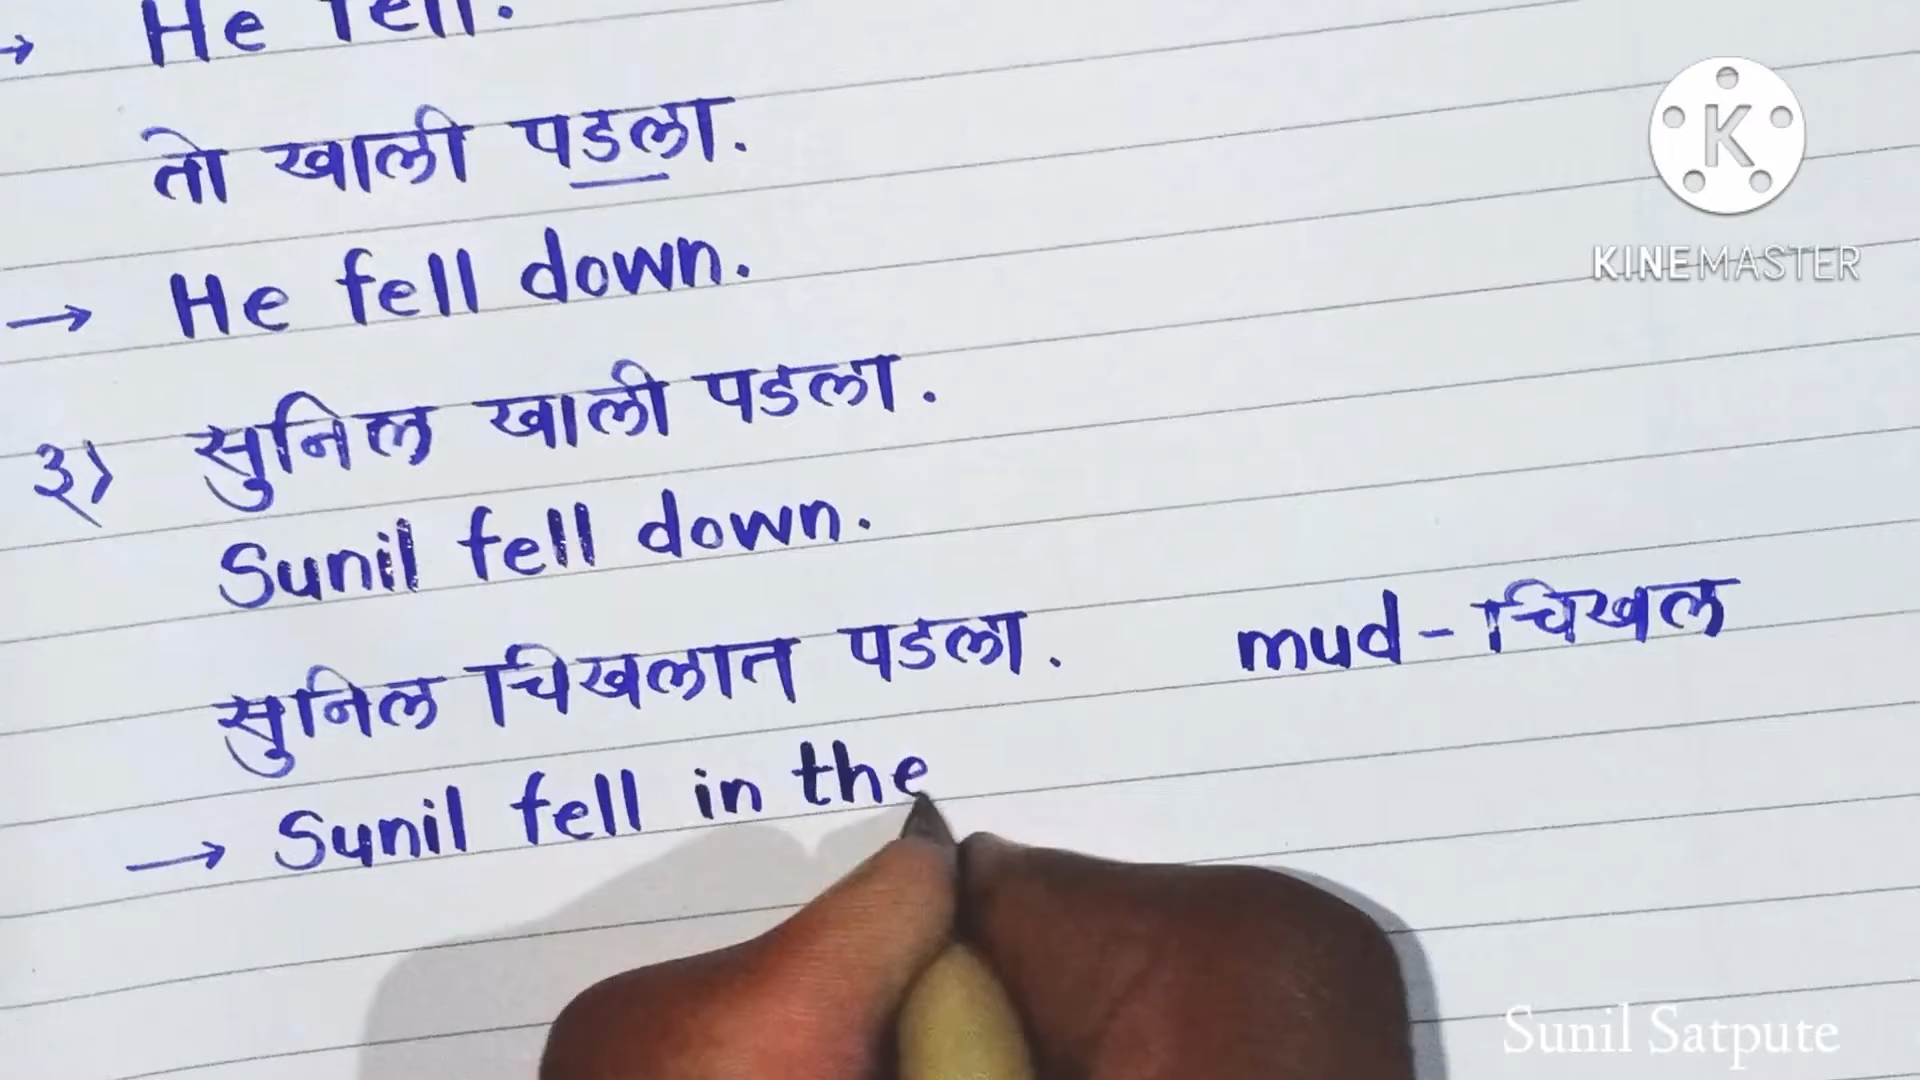 → He fell.
तो खाली पडला.
→ He fell down.
३) सुनिल खाली पडला.
Sunil fell down.
सुनिल चिखलात पडला. mud - चिखल
→ Sunil fell in the
K
KINEMASTER
Sunil Satpute